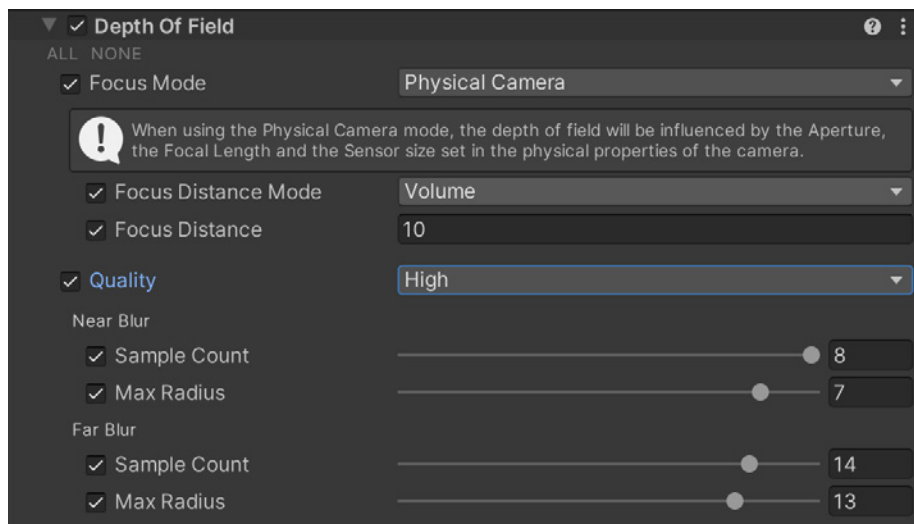 Depth Of Field
ALL NONE
Focus Mode Physical Camera
When using the Physical Camera mode, the depth of field will be influenced by the Aperture,
the Focal Length and the Sensor size set in the physical properties of the camera.
Focus Distance Mode Volume
Focus Distance 10
Quality High
Near Blur
Sample Count 8
Max Radius 7
Far Blur
Sample Count 14
Max Radius 13